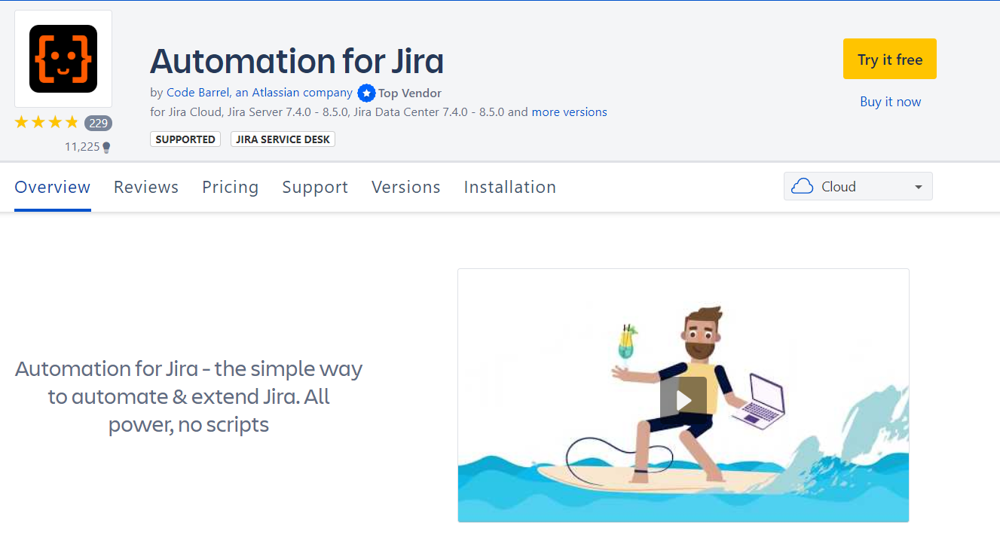 Automation for Jira
Try it free
by Code Barrel, an Atlassian company Top Vendor
Buy it now
for Jira Cloud, Jira Server 7.4.0 - 8.5.0, Jira Data Center 7.4.0 - 8.5.0 and more versions
229
SUPPORTED JIRA SERVICE DESK
11,225
Overview Reviews Pricing Support Versions Installation Cloud
Automation for Jira - the simple way
to automate & extend Jira. All
power, no scripts